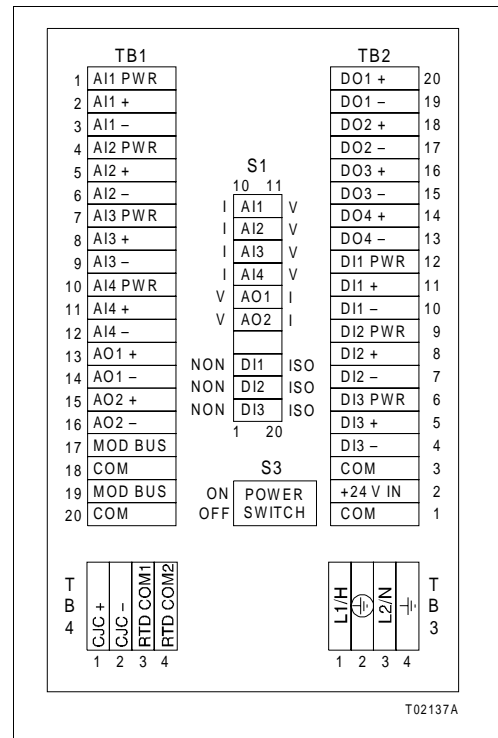 TB1
1 AI1 PWR
2 AI1 +
3 AI1 –
4 AI2 PWR
5 AI2 +
6 AI2 –
7 AI3 PWR
8 AI3 +
9 AI3 –
10 AI4 PWR
11 AI4 +
12 AI4 –
13 AO1 +
14 AO1 –
15 AO2 +
16 AO2 –
17 MOD BUS
18 COM
19 MOD BUS
20 COM
S1
10 11
I AI1 V
I AI2 V
I AI3 V
I AI4 V
V AO1 I
V AO2 I
NON DI1 ISO
NON DI2 ISO
NON DI3 ISO
1 20
S3
ON POWER
OFF SWITCH
TB2
DO1 + 20
DO1 – 19
DO2 + 18
DO2 – 17
DO3 + 16
DO3 – 15
DO4 + 14
DO4 – 13
DI1 PWR 12
DI1 + 11
DI1 – 10
DI2 PWR 9
DI2 + 8
DI2 – 7
DI3 PWR 6
DI3 + 5
DI3 – 4
COM 3
+24 V IN 2
COM 1
TB4
CJC +
CJC –
RTD COM1
RTD COM2
1 2 3 4
L1/H
L2/N
TB3
1 2 3 4
T02137A